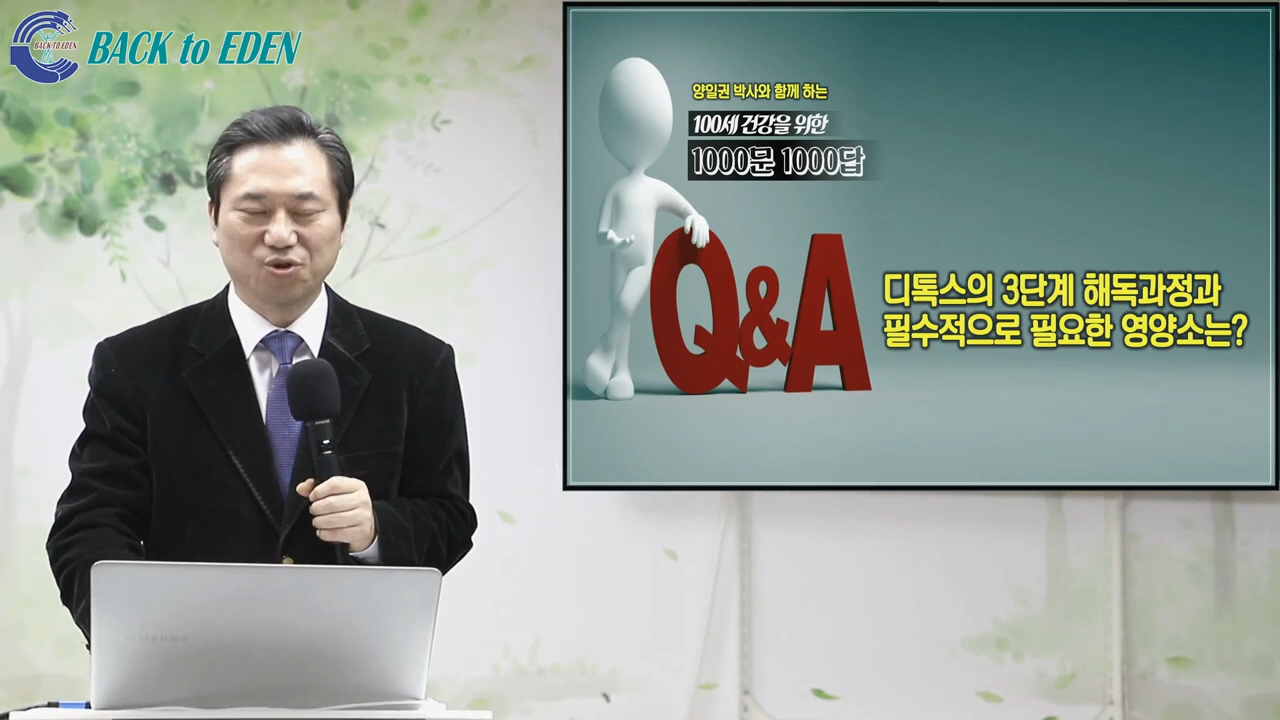 BACK TO EDEN
BACK to EDEN
양일권 박사와 함께 하는
100세 건강을 위한
1000문 1000답
Q&A
디톡스의 3단계 해독과정과
필수적으로 필요한 영양소는?
SAMSUNG